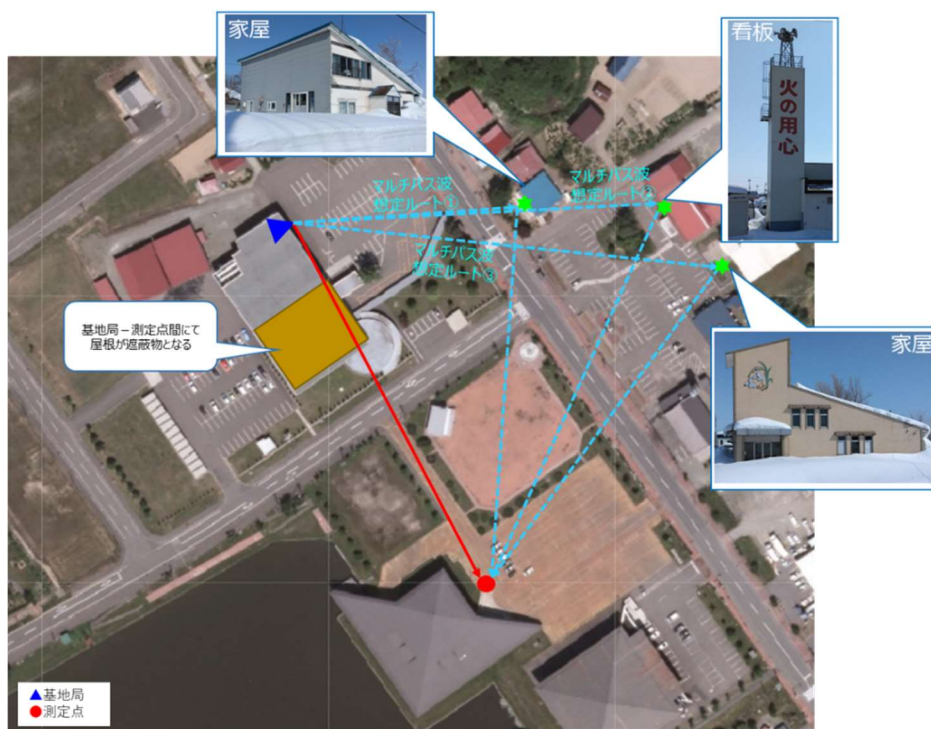 家屋
看板
火の用心
マルチパス波
想定ルート①
マルチパス波
想定ルート②
マルチパス波
想定ルート③
基地局－測定点間にて
屋根が遮蔽物となる
家屋
▲基地局
●測定点